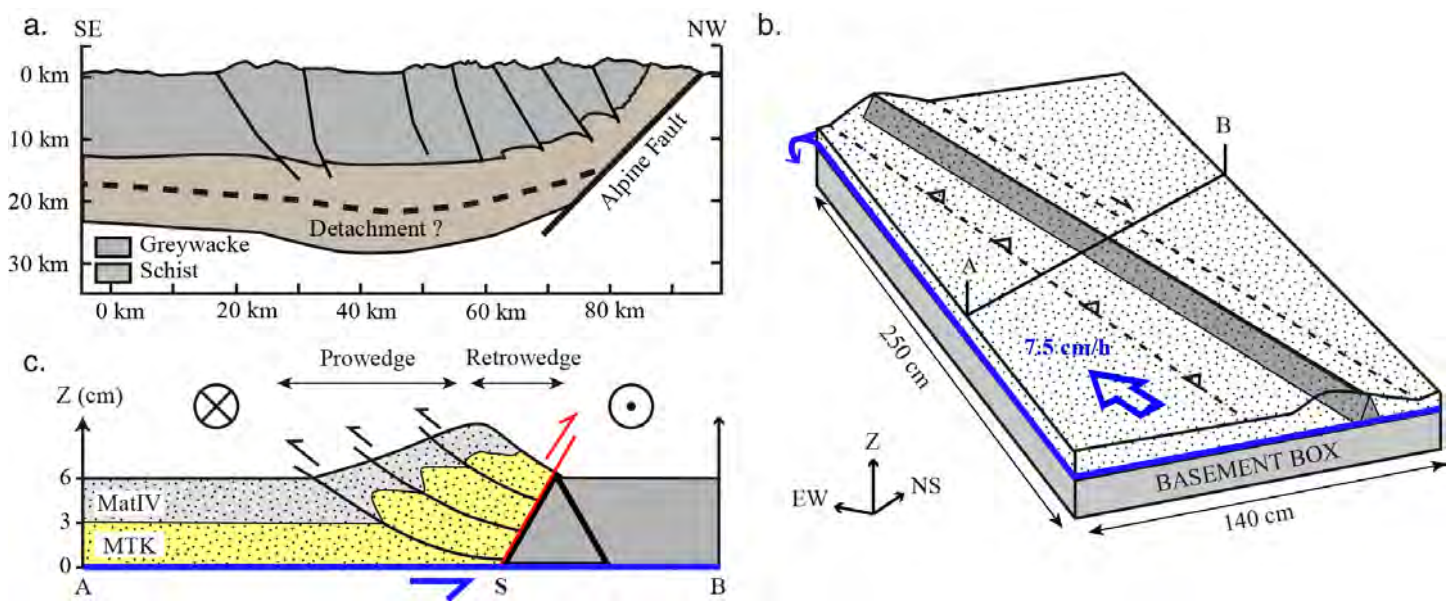 a.
SE
NW
0 km
10 km
20 km
30 km
Alpine Fault
Detachment ?
Greywacke
Schist
0 km
20 km
40 km
60 km
80 km
b.
B
A
7.5 cm/h
250 cm
BASEMENT BOX
140 cm
Z
EW
NS
c.
Prowedge
Retrowedge
Z (cm)
6
MatIV
3
MTK
0
A
S
B